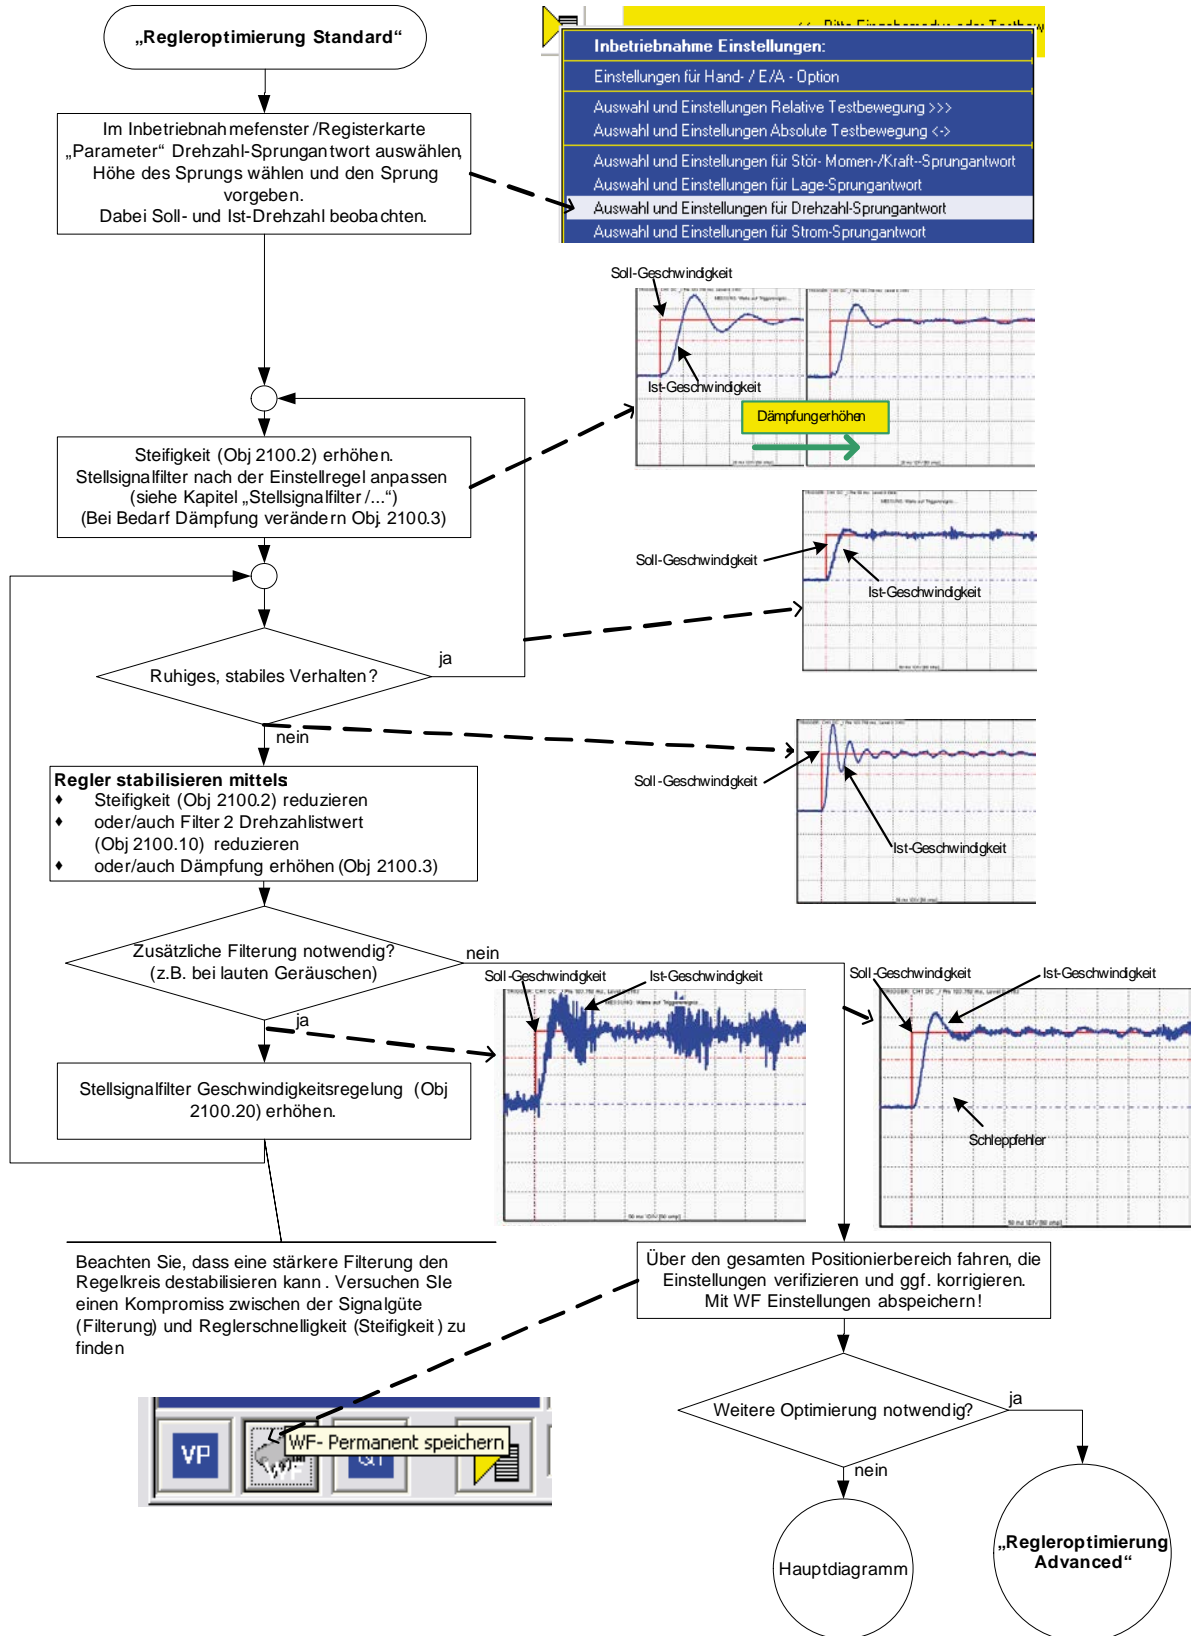 „Regleroptimierung Standard“
Inbetriebnahme Einstellungen:
Einstellungen für Hand- / E/A - Option
Auswahl und Einstellungen Relative Testbewegung >>>
Auswahl und Einstellungen Absolute Testbewegung <->
Auswahl und Einstellungen für Stör- Momen-/Kraft--Sprungantwort
Auswahl und Einstellungen für Lage-Sprungantwort
Auswahl und Einstellungen für Drehzahl-Sprungantwort
Auswahl und Einstellungen für Strom-Sprungantwort
Im Inbetriebnahmefenster/Registerkarte
„Parameter“ Drehzahl-Sprungantwort auswählen,
Höhe des Sprungs wählen und den Sprung
vorgeben.
Dabei Soll- und Ist-Drehzahl beobachten.
Soll-Geschwindigkeit
Ist-Geschwindigkeit
Dämpfung erhöhen
Steifigkeit (Obj 2100.2) erhöhen.
Stellsignalfilter nach der Einstellregel anpassen
(siehe Kapitel „Stellsignalfilter/...“)
(Bei Bedarf Dämpfung verändern Obj. 2100.3)
Soll-Geschwindigkeit
Ist-Geschwindigkeit
Ruhiges, stabiles Verhalten?
ja
nein
Soll-Geschwindigkeit
Ist-Geschwindigkeit
Regler stabilisieren mittels:
♦ Steifigkeit (Obj 2100.2) reduzieren
♦ oder/auch Filter 2 Drehzahlistwert
(Obj 2100.10) reduzieren
♦ oder/auch Dämpfung erhöhen (Obj 2100.3)
Zusätzliche Filterung notwendig?
(z.B. bei lauten Geräuschen)
nein
ja
Soll-Geschwindigkeit
Ist-Geschwindigkeit
Soll-Geschwindigkeit
Ist-Geschwindigkeit
Schleppfehler
Stellsignalfilter Geschwindigkeitsregelung (Obj
2100.20) erhöhen.
Beachten Sie, dass eine stärkere Filterung den
Regelkreis destabilisieren kann. Versuchen SIe
einen Kompromiss zwischen der Signalgüte
(Filterung) und Reglerschnelligkeit (Steifigkeit) zu
finden
Über den gesamten Positionierbereich fahren, die
Einstellungen verifizieren und ggf. korrigieren.
Mit WF Einstellungen abspeichern!
VP
WF
WF- Permanent speichern
Weitere Optimierung notwendig?
ja
nein
Hauptdiagramm
„Regleroptimierung
Advanced“